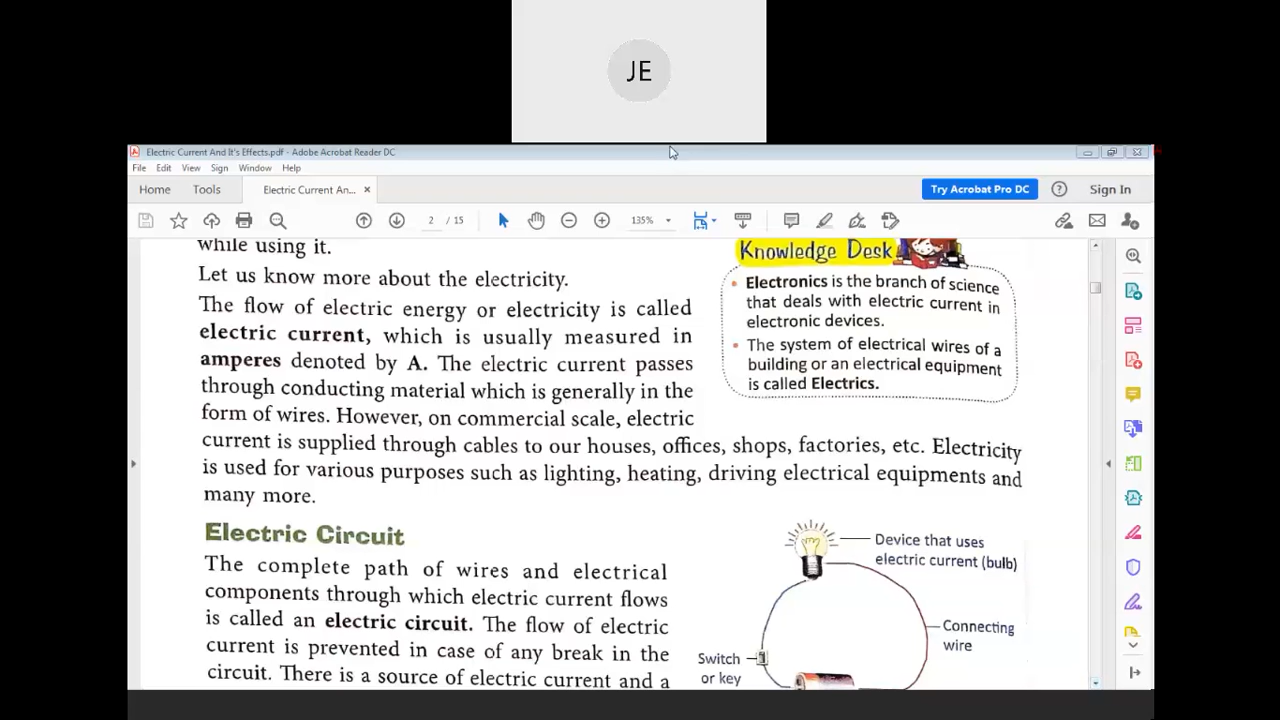 JE
Electric Current And It's Effects.pdf - Adobe Acrobat Reader DC
File Edit View Sign Window Help
Home Tools Electric Current An... × Try Acrobat Pro DC Sign In
2 / 15 135%
while using it.
Let us know more about the electricity.
The flow of electric energy or electricity is called
electric current, which is usually measured in
amperes denoted by A. The electric current passes
through conducting material which is generally in the
form of wires. However, on commercial scale, electric
current is supplied through cables to our houses, offices, shops, factories, etc. Electricity
is used for various purposes such as lighting, heating, driving electrical equipments and
many more.
Knowledge Desk
• Electronics is the branch of science
that deals with electric current in
electronic devices.
• The system of electrical wires of a
building or an electrical equipment
is called Electrics.
Electric Circuit
The complete path of wires and electrical
components through which electric current flows
is called an electric circuit. The flow of electric
current is prevented in case of any break in the
circuit. There is a source of electric current and a
Device that uses
electric current (bulb)
Connecting
wire
Switch
or key